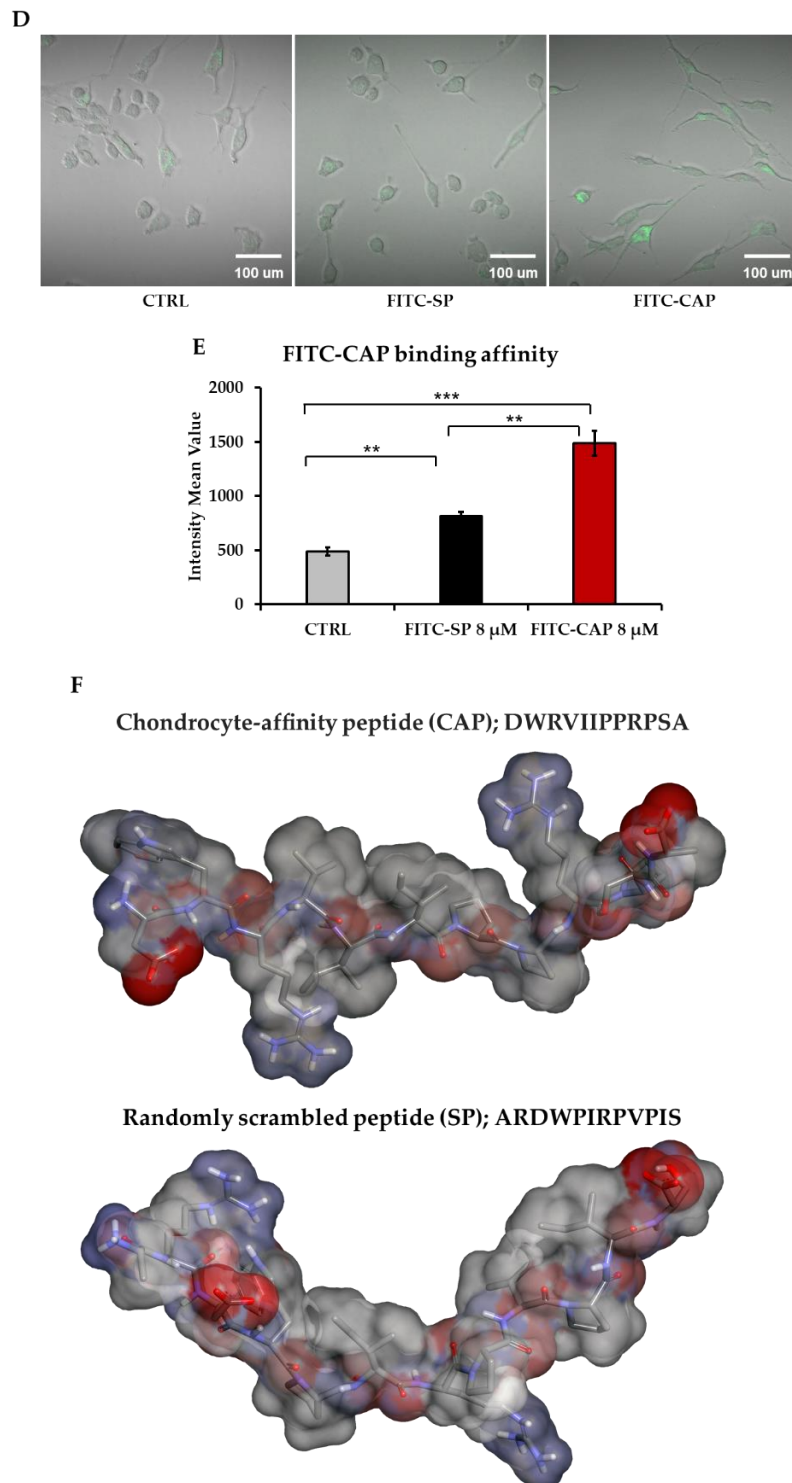 D
100 um
100 um
100 um
CTRL
FITC-SP
FITC-CAP
E
FITC-CAP binding affinity
Intensity Mean Value
2000
1500
1000
500
0
***
**
**
CTRL
FITC-SP 8 μM
FITC-CAP 8 μM
F
Chondrocyte-affinity peptide (CAP); DWRVIIPPRPSA
Randomly scrambled peptide (SP); ARDWPIRPVPIS